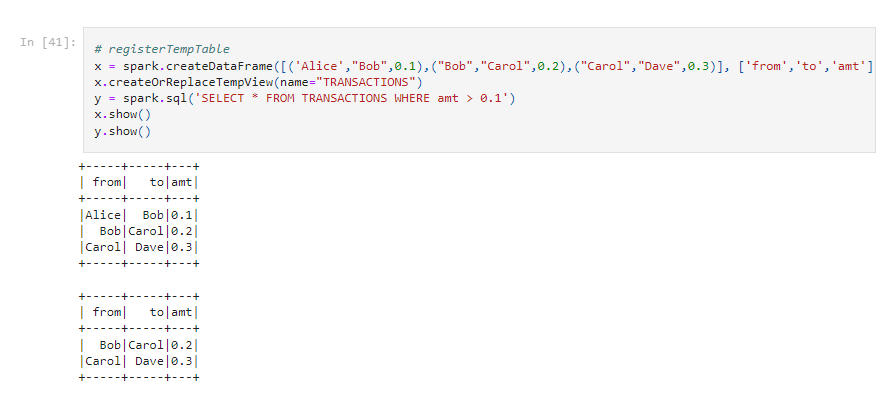 In [41]:
# registerTempTable
x = spark.createDataFrame([('Alice',"Bob",0.1),("Bob","Carol",0.2),("Carol","Dave",0.3)], ['from','to','amt']
x.createOrReplaceTempView(name="TRANSACTIONS")
y = spark.sql('SELECT * FROM TRANSACTIONS WHERE amt > 0.1')
x.show()
y.show()
+-----+-----+---+
| from|   to|amt|
+-----+-----+---+
|Alice|  Bob|0.1|
|  Bob|Carol|0.2|
|Carol| Dave|0.3|
+-----+-----+---+
+-----+-----+---+
| from|   to|amt|
+-----+-----+---+
|  Bob|Carol|0.2|
|Carol| Dave|0.3|
+-----+-----+---+